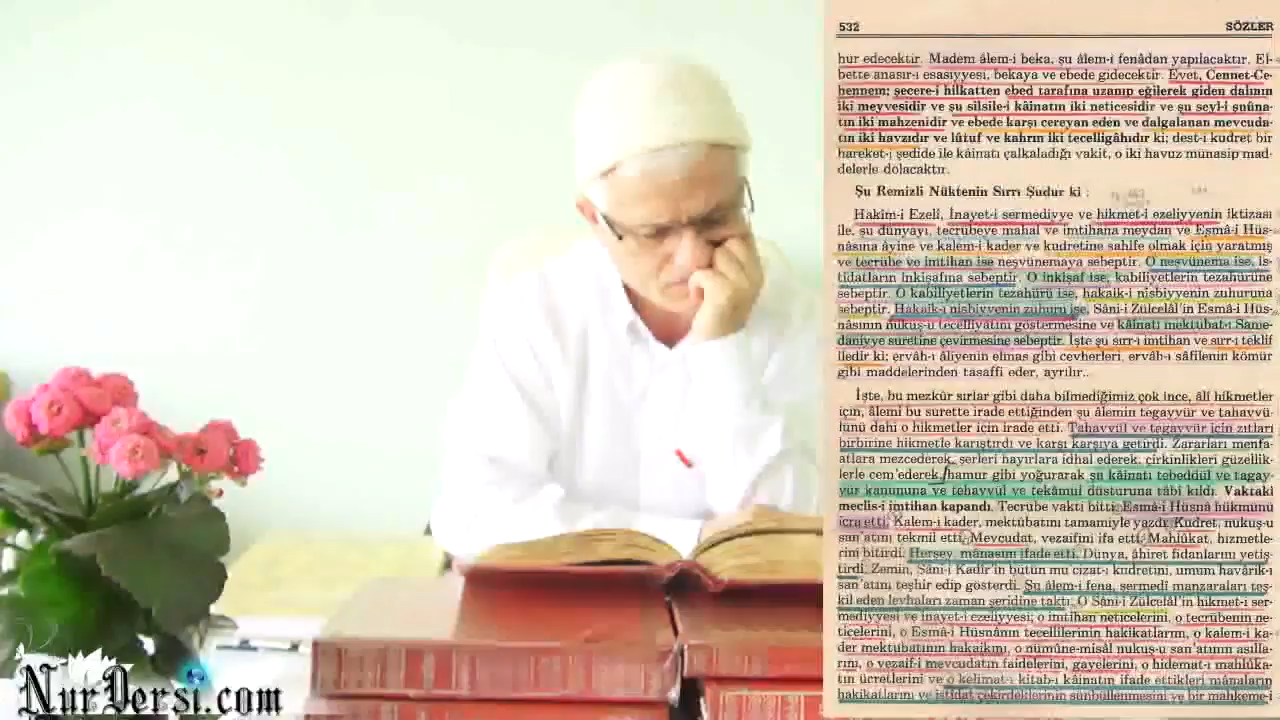 532 SÖZLER
hur edecektir. Madem âlem-i beka, şu âlem-i fenâdan yapılacaktır. El-
bette anasır-ı esasiyyesi, bekaya ve ebede gidecektir. Evet, Cennet-Ce-
hennem; şecere-i hilkatten ebed tarafına uzanıp eğilerek giden dalının
iki meyvesidir ve şu silsile-i kâinatın iki neticesidir ve şu seyl-i şuûna-
tın iki mahzenidir ve ebede karşı cereyan eden ve dalgalanan mevcuda-
tın iki havzıdır ve lûtuf ve kahrın iki tecelligâhıdır ki; dest-i kudret bir
hareket-i şedide ile kâinatı çalkaladığı vakit, o iki havuz münasip mad-
delerle dolacaktır.
Şu Remizli Nüktenin Sırrı Şudur ki :
Hakîm-i Ezelî, İnayet-i sermediyye ve hikmet-i ezeliyyenin iktizası
ile, şu dünyayı, tecrübeye mahal ve imtihana meydan ve Esmâ-i Hüs-
nâsına âyine ve kalem-i kader ve kudretine sahife olmak için yaratmış
ve tecrübe ve imtihan ise neşvünemaya sebeptir. O neşvünema ise, is-
tidatların inkişafına sebeptir. O inkişaf ise, kabiliyetlerin tezahürüne
sebeptir. O kabiliyetlerin tezahürü ise, hakaik-i nisbiyyenin zuhuruna
sebeptir. Hakaik-ı nisbiyyenin zuhuru ise, Sâni-i Zülcelâl'in Esmâ-i Hüs-
nâsının nukuş-u tecelliyatını göstermesine ve kâinatı mektubat-ı Same-
daniyye suretine çevirmesine sebeptir. İşte şu sırr-ı imtihan ve sırr-ı teklif
iledir ki; ervâh-ı âliyenin elmas gibi cevherleri, ervâh-ı sâfilenin kömür
gibi maddelerinden tasaffi eder, ayrılır..
İşte, bu mezkûr sırlar gibi daha bilmediğimiz çok ince, âlî hikmetler
için, âlemi bu surette irade ettiğinden şu âlemin tegayyür ve tahavvü-
lünü dahi o hikmetler için irade etti. Tahavvül ve tegayyür için zıtları
birbirine hikmetle karıştırdı ve karşı karşıya getirdi. Zararları menfa-
atlara mezcederek, şerleri hayırlara idhal ederek, çirkinlikleri güzellik-
lerle cem'ederek, hamur gibi yoğurarak şu kâinatı tebeddül ve tagay-
yür kanununa ve tehavvül ve tekâmül düsturuna tâbi kıldı. Vaktaki
meclis-i imtihan kapandı. Tecrübe vakti bitti. Esmâ-i Hüsnâ hükmünü
icra etti. Kalem-i kader, mektûbatını tamamiyle yazdı. Kudret, nukuş-u
san'atını tekmil etti. Mevcudat, vezaifini ifa etti. Mahlûkat, hizmetle-
rini bitirdi. Herşey, mânasını ifade etti. Dünya, âhiret fidanlarını yetiş-
tirdi. Zemin, Sâni-i Kadîr'in bütün mu'cizat-ı kudretini, umum havârik-ı
san'atını teşhir edip gösterdi. Şu âlem-i fena, sermedî manzaraları teş-
kil eden levhaları zaman şeridine taktı. O Sâni-i Zülcelâl'in hikmet-i ser-
mediyyesi ve inayet-i ezeliyyesi; o imtihan neticelerini, o tecrübenin ne-
ticelerini, o Esmâ-i Hüsnânın tecellilerinin hakikatlarını, o kalem-i ka-
der mektûbatının hakaikını, o nümûne-misâl nukuş-u san'atının asılla-
rını, o vezaif-i mevcudatın faidelerini, gayelerini, o hidemat-ı mahlûka-
tın ücretlerini ve o kelimat-ı kitab-ı kâinatın ifade ettikleri mânaların
hakikatlarını ve istidat çekirdeklerinin sünbüllenmesini ve bir mahkeme-i
NurDersi.com